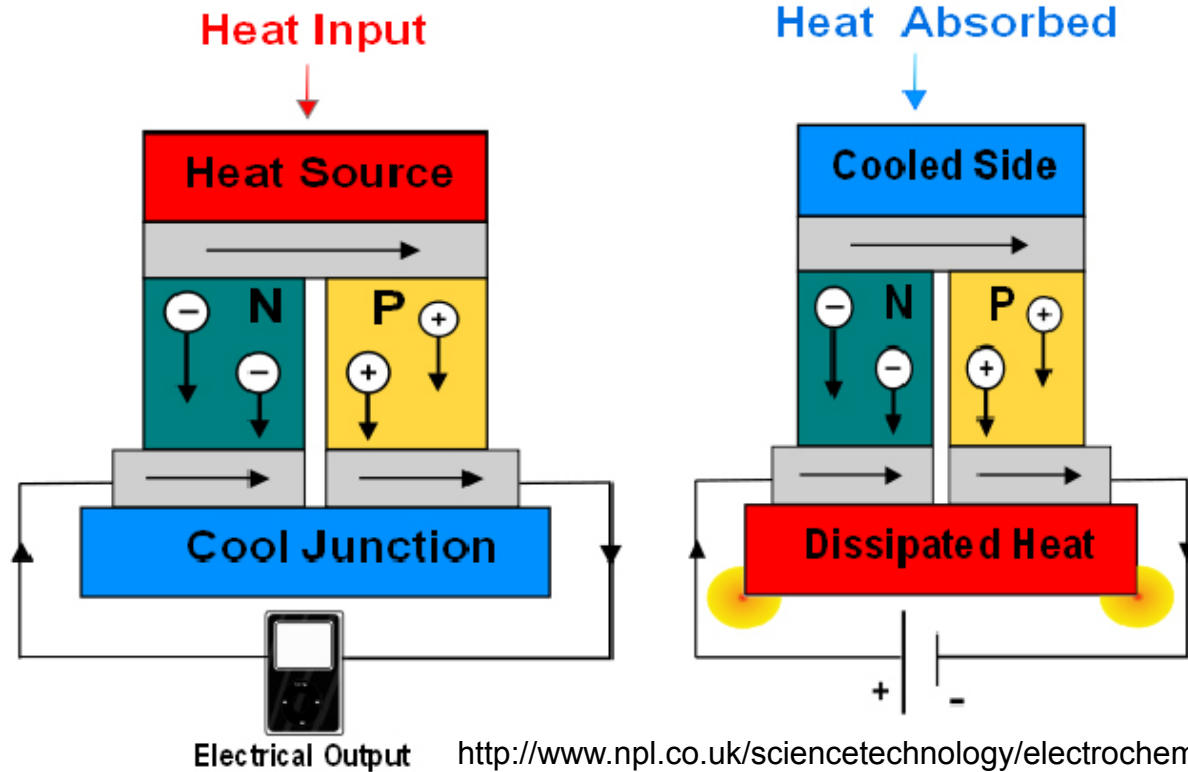 Heat Input
Heat Source
N P
− +
− +
Cool Junction
Electrical Output
Heat Absorbed
Cooled Side
N P
− +
− +
Dissipated Heat
+ -
http://www.npl.co.uk/sciencetechnology/electrochem